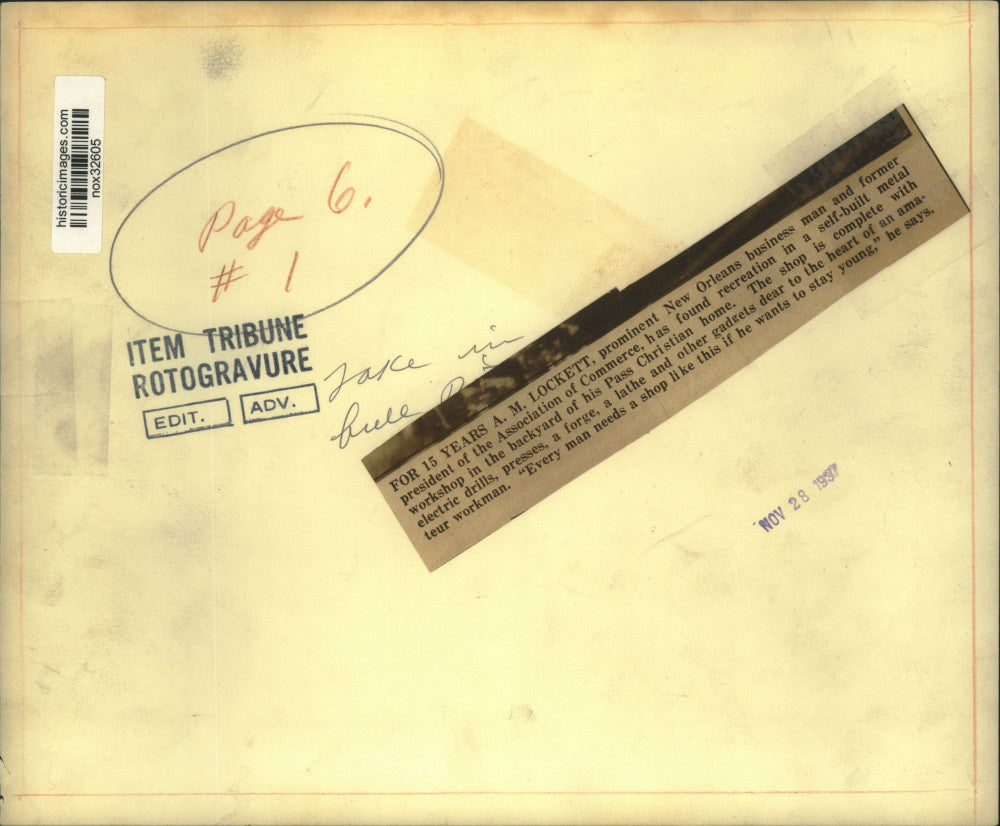 historicimages.com
nox32605
Page 6.
# 1
ITEM TRIBUNE
ROTOGRAVURE
EDIT. ADV.
Take in
FOR 15 YEARS A. M. LOCKETT, prominent New Orleans business man and former
president of the Association of Commerce, has found recreation in a self-built metal
workshop in the backyard of his Pass Christian home. The shop is complete with
electric drills, presses, a forge, a lathe and other gadgets dear to the heart of an ama-
teur workman. "Every man needs a shop like this if he wants to stay young," he says.
NOV 28 1937